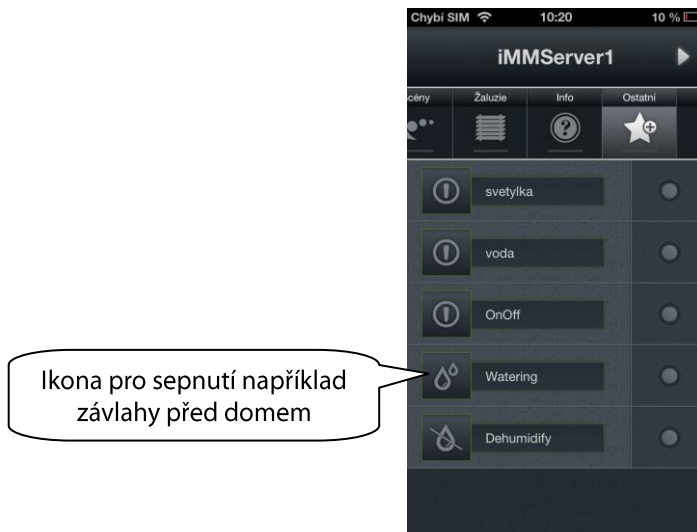 Chybí SIM 10:20 10 %
iMMServer1
cény Žaluzie Info Ostatní
svetylka
voda
OnOff
Ikona pro sepnutí například
závlahy před domem
Watering
Dehumidify